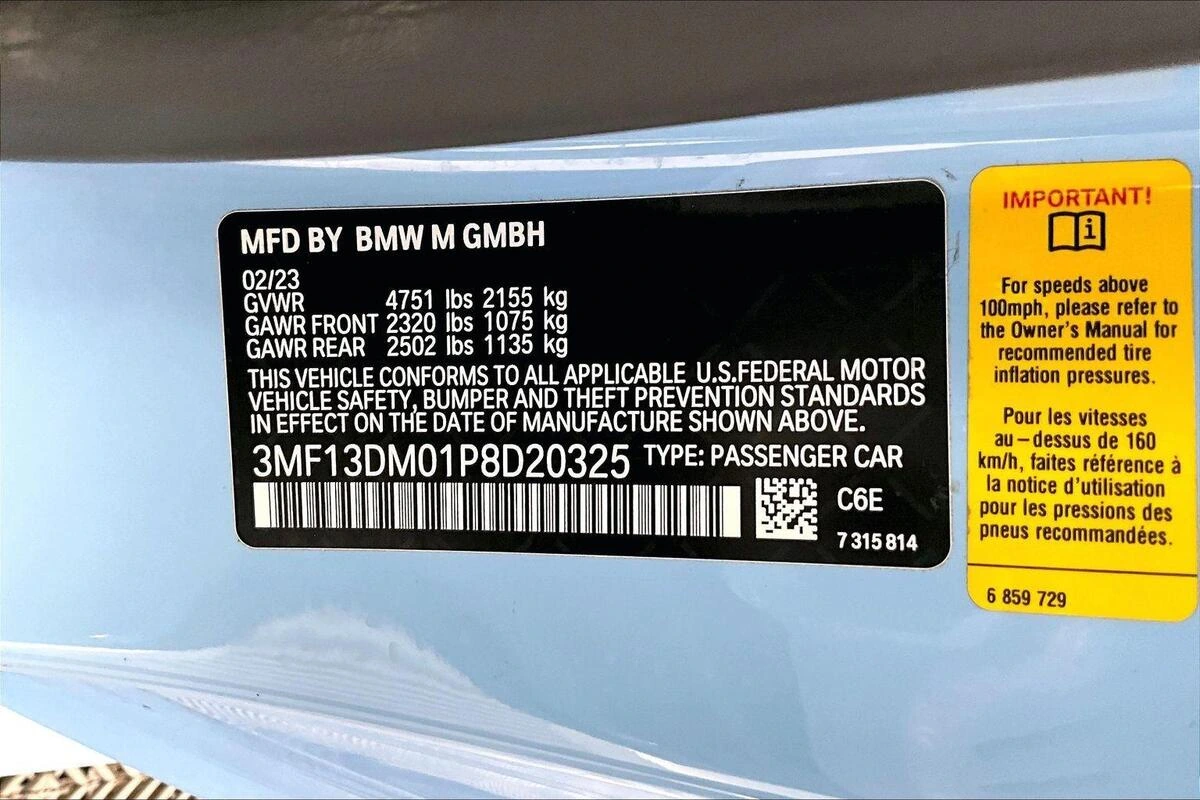 MFD BY BMW M GMBH
02/23
GVWR 4751 lbs 2155 kg
GAWR FRONT 2320 lbs 1075 kg
GAWR REAR 2502 lbs 1135 kg
THIS VEHICLE CONFORMS TO ALL APPLICABLE U.S.FEDERAL MOTOR
VEHICLE SAFETY, BUMPER AND THEFT PREVENTION STANDARDS
IN EFFECT ON THE DATE OF MANUFACTURE SHOWN ABOVE.
3MF13DM01P8D20325 TYPE: PASSENGER CAR
C6E
7 315 814
IMPORTANT!
i
For speeds above
100mph, please refer to
the Owner's Manual for
recommended tire
inflation pressures.
Pour les vitesses
au-dessus de 160
km/h, faites référence à
la notice d'utilisation
pour les pressions des
pneus recommandées.
6 859 729